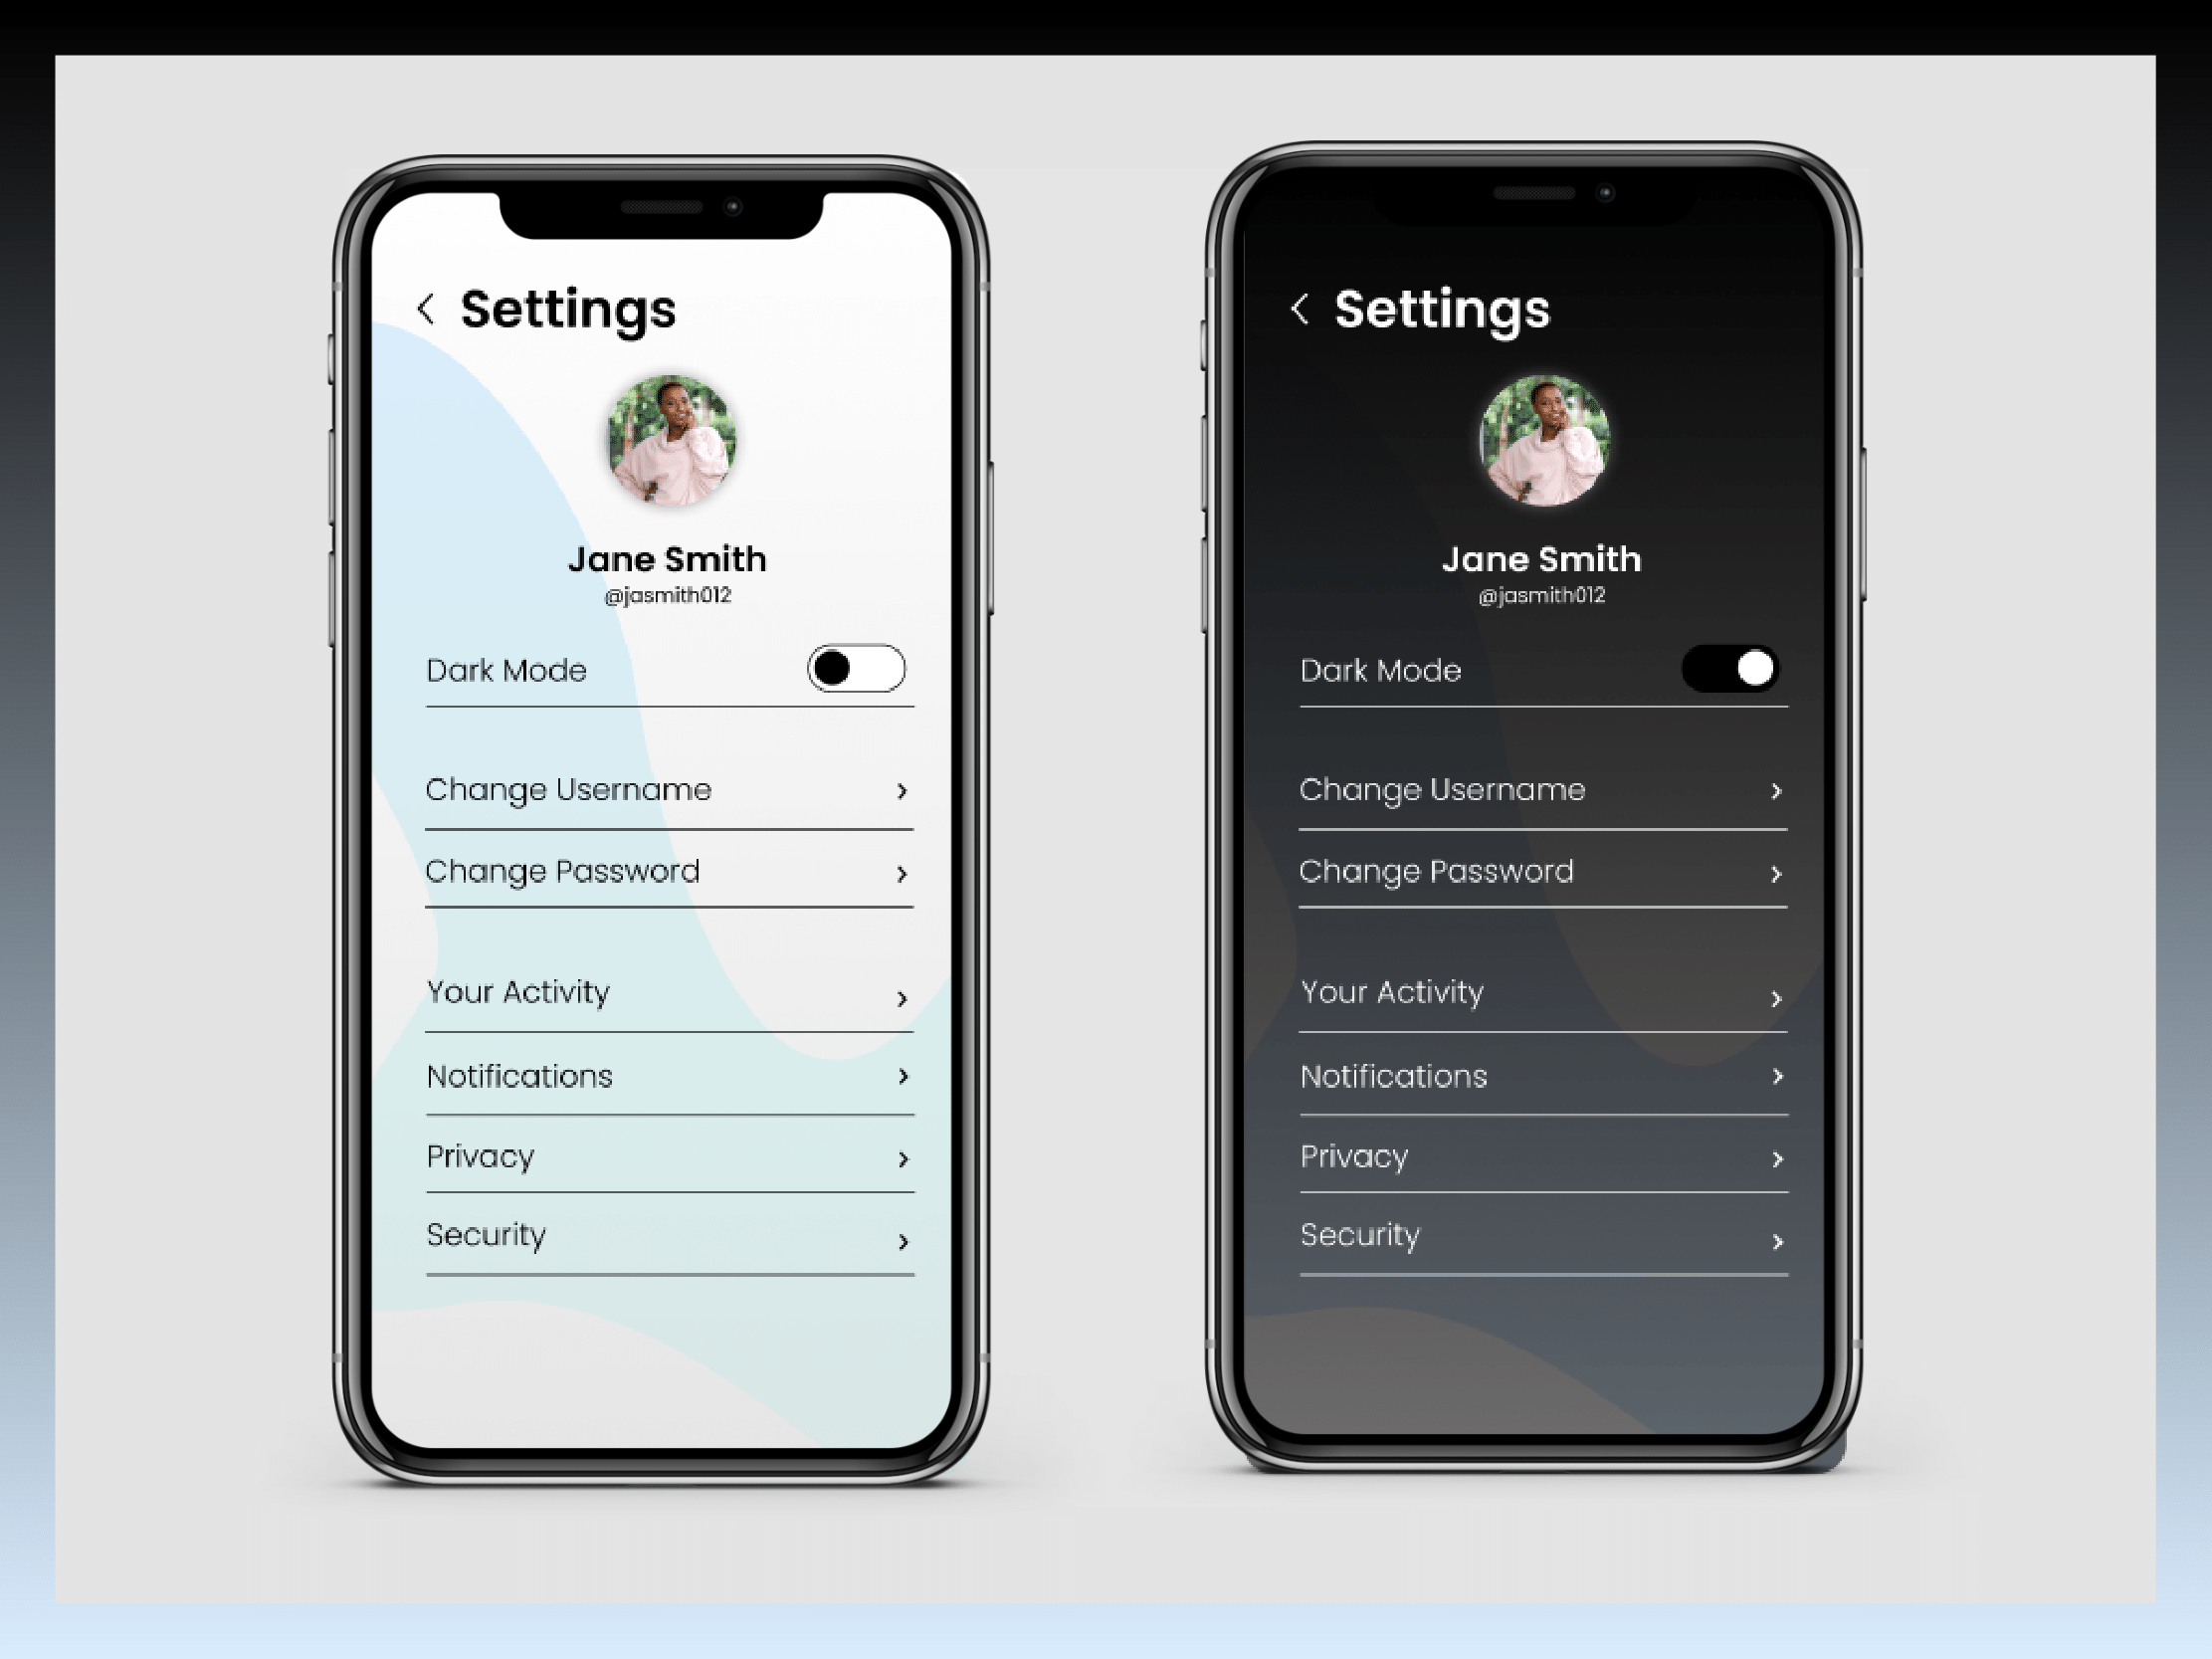 Settings
Jane Smith
@jasmith012
Dark Mode
Change Username
Change Password
Your Activity
Notifications
Privacy
Security
Settings
Jane Smith
@jasmith012
Dark Mode
Change Username
Change Password
Your Activity
Notifications
Privacy
Security